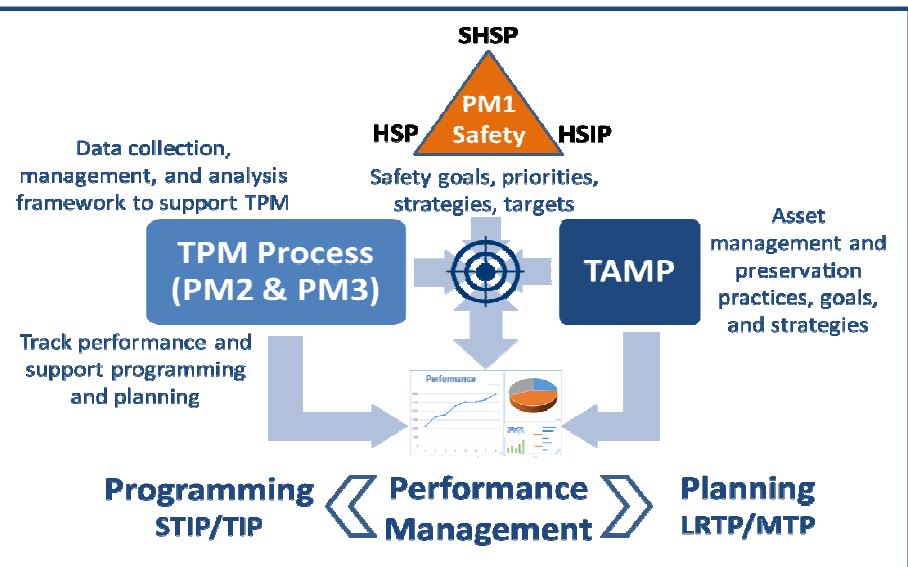 SHSP
PM1
Safety
HSP
HSIP
Data collection,
management, and analysis
framework to support TPM
Safety goals, priorities,
strategies, targets
TPM Process
(PM2 & PM3)
TAMP
Asset
management and
preservation
practices, goals,
and strategies
Track performance and
support programming
and planning
Performance
Programming
STIP/TIP
Performance
Management
Planning
LRTP/MTP